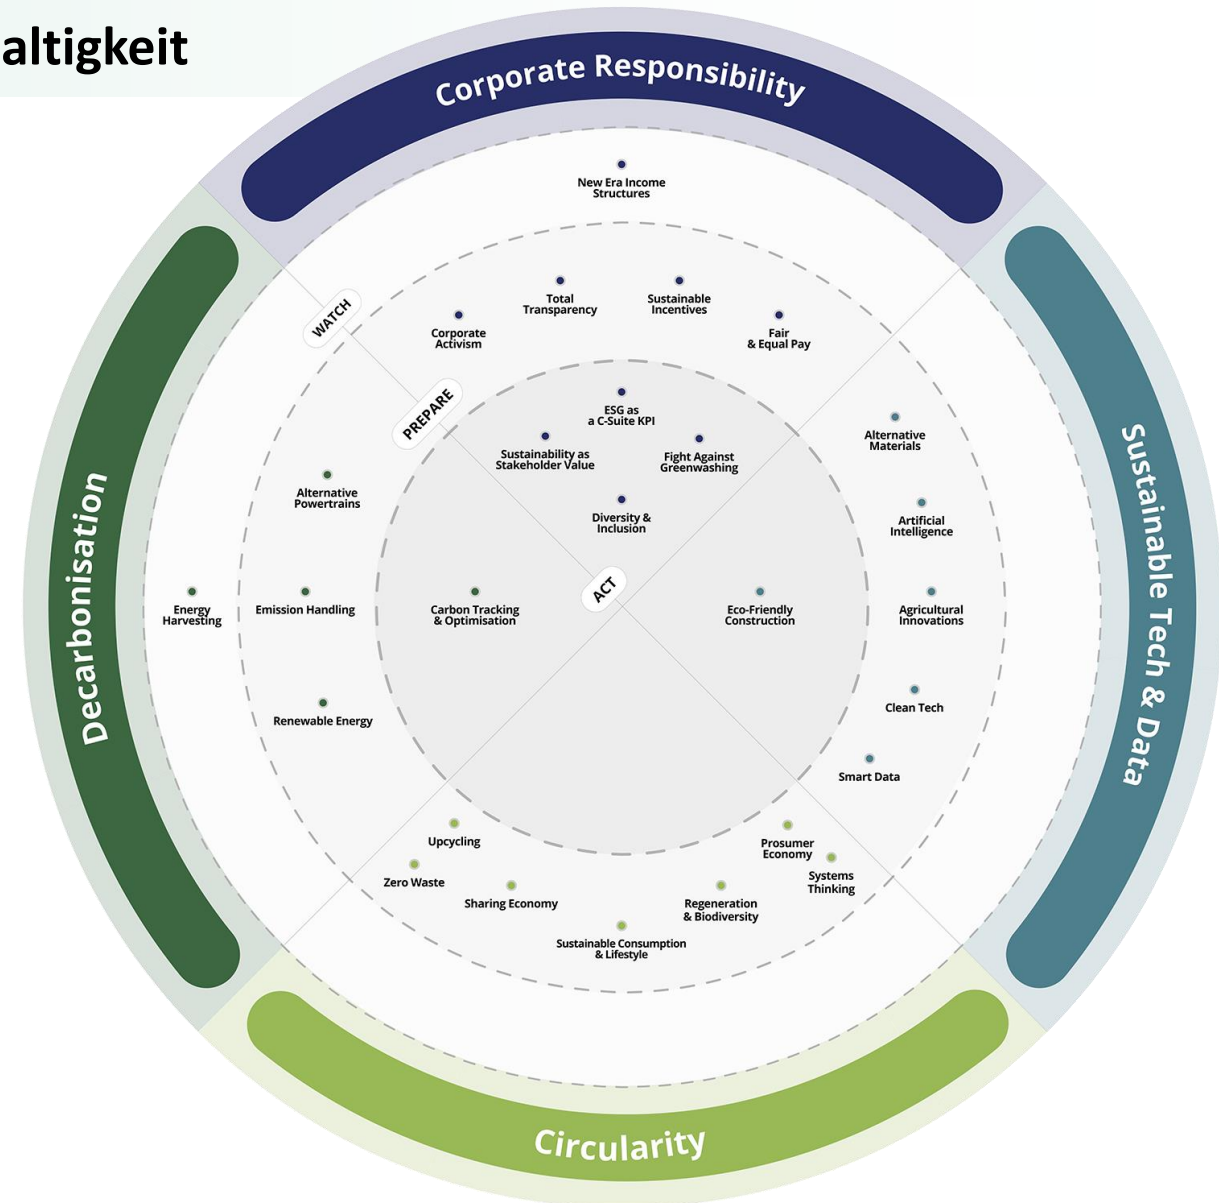 altigkeit
Corporate Responsibility
New Era Income
Structures
WATCH
Total
Transparency
Sustainable
Incentives
Corporate
Activism
Fair
& Equal Pay
PREPARE
ESG as
a C-Suite KPI
Sustainability as
Stakeholder Value
Fight Against
Greenwashing
Diversity &
Inclusion
ACT
Sustainable Tech & Data
Alternative
Materials
Artificial
Intelligence
Eco-Friendly
Construction
Agricultural
Innovations
Clean Tech
Smart Data
Decarbonisation
Alternative
Powertrains
Energy
Harvesting
Emission Handling
Carbon Tracking
& Optimisation
Renewable Energy
Upcycling
Zero Waste
Sharing Economy
Sustainable Consumption
& Lifestyle
Regeneration
& Biodiversity
Prosumer
Economy
Systems
Thinking
Circularity